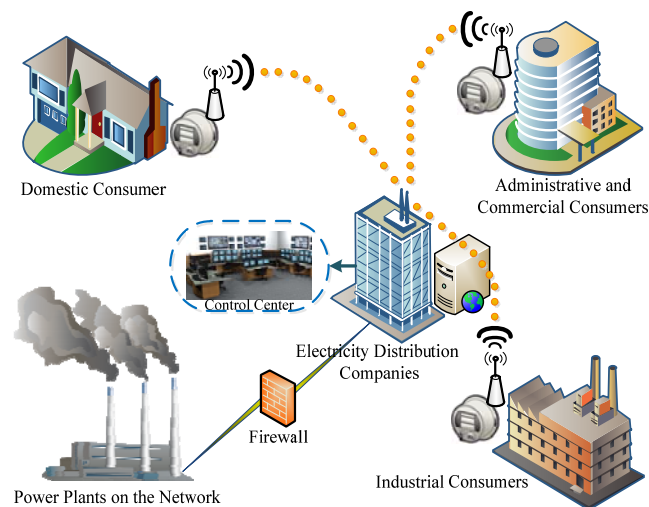 Domestic Consumer
Administrative and
Commercial Consumers
Control Center
Electricity Distribution
Companies
Firewall
Industrial Consumers
Power Plants on the Network